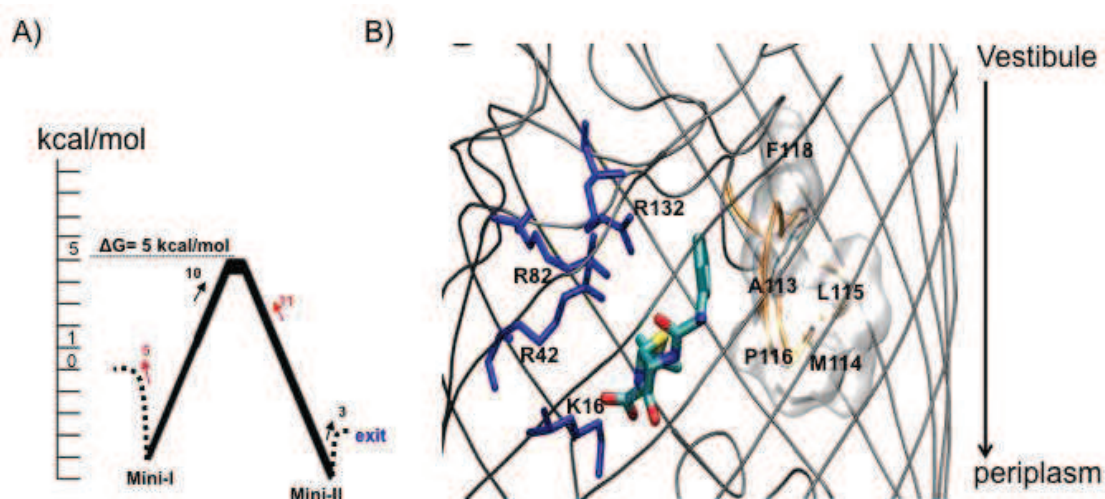 A)
kcal/mol
5
1
0
ΔG= 5 kcal/mol
10
11
5
3
exit
Mini-I
Mini-II
B)
Vestibule
F118
R132
R82
A113
L115
R42
P116
M114
K16
periplasm